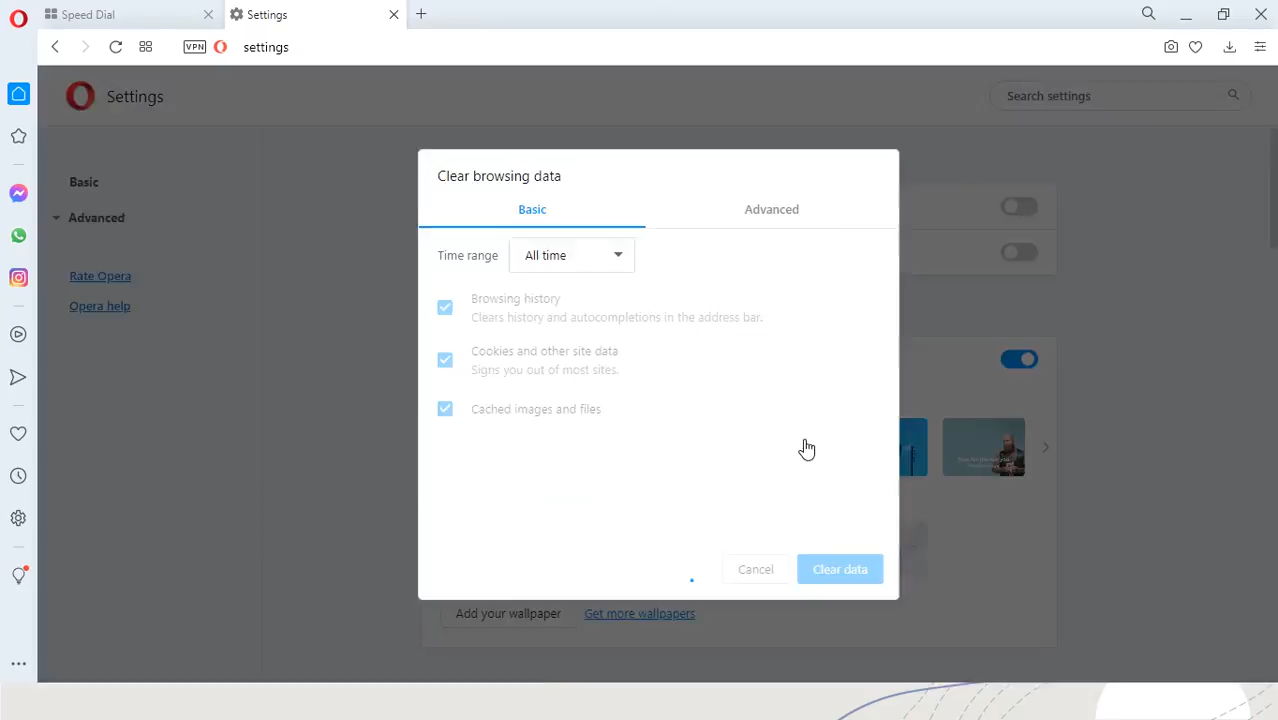 Speed Dial
Settings
VPN
settings
Settings
Search settings
Basic
Advanced
Rate Opera
Opera help
Clear browsing data
Basic
Advanced
Time range
All time
Browsing history
Clears history and autocompletions in the address bar.
Cookies and other site data
Signs you out of most sites.
Cached images and files
Cancel
Clear data
Add your wallpaper
Get more wallpapers